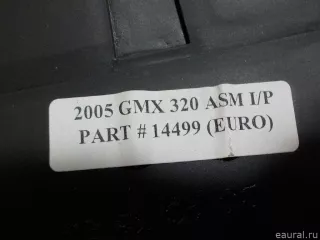 2005 GMX 320 ASM I/P
PART # 14499 (EURO)
eaural.ru